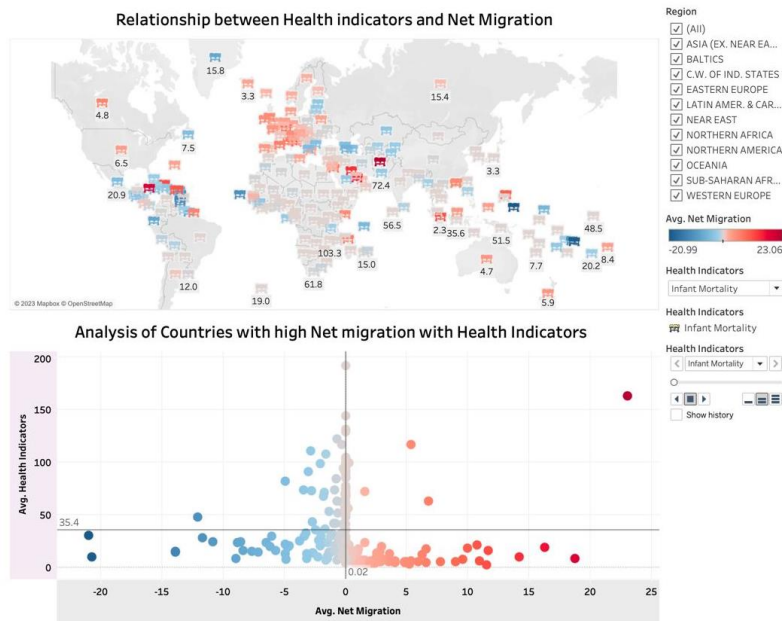 Relationship between Health indicators and Net Migration
15.8
3.3
15.4
4.8
7.5
6.5
3.3
20.9
72.4
56.5
2.3
35.6
51.5
48.5
103.3
15.0
4.7
7.7
20.2
8.4
12.0
61.8
19.0
5.9
© 2023 Mapbox © OpenStreetMap
Region
(All)
ASIA (EX. NEAR EA...
BALTICS
C.W. OF IND. STATES
EASTERN EUROPE
LATIN AMER. & CAR...
NEAR EAST
NORTHERN AFRICA
NORTHERN AMERICA
OCEANIA
SUB-SAHARAN AFR...
WESTERN EUROPE
Avg. Net Migration
-20.99 23.06
Health Indicators
Infant Mortality
Health Indicators
Infant Mortality
Health Indicators
Infant Mortality
Show history
Analysis of Countries with high Net migration with Health Indicators
Avg. Health Indicators
200
150
100
50
0
35.4
0.02
-20 -15 -10 -5 0 5 10 15 20 25
Avg. Net Migration